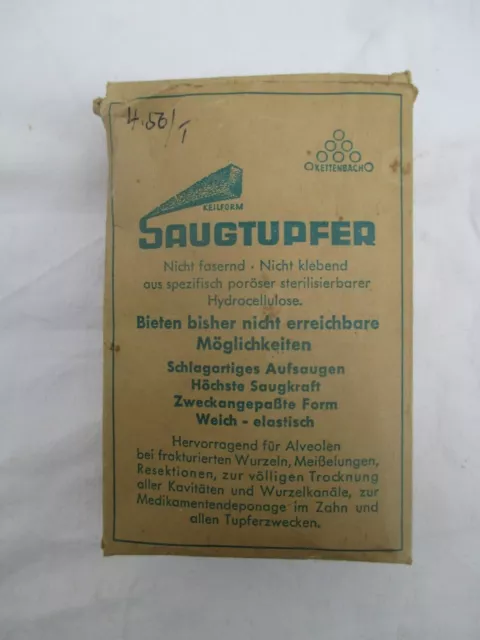 4.50/
I
KETTENBACH
KEILFORM
SAUGTUPFER
Nicht fasernd · Nicht klebend
aus spezifisch poröser sterilisierbarer
Hydrocellulose.
Bieten bisher nicht erreichbare
Möglichkeiten
Schlagartiges Aufsaugen
Höchste Saugkraft
Zweckangepaßte Form
Weich - elastisch
Hervorragend für Alveolen
bei frakturierten Wurzeln, Meißelungen,
Resektionen, zur völligen Trocknung
aller Kavitäten und Wurzelkanäle, zur
Medikamentendeponage im Zahn und
allen Tupferzwecken.